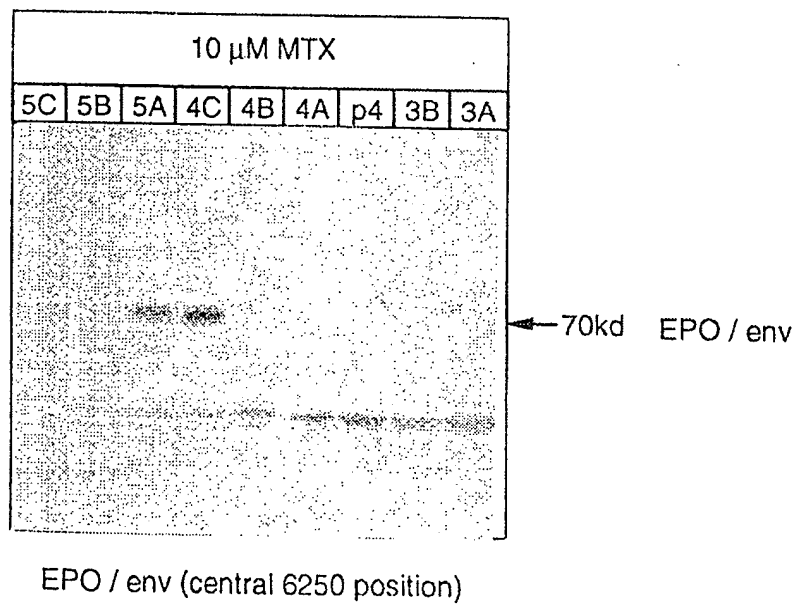 10 µM MTX
5C 5B 5A 4C 4B 4A p4 3B 3A
70kd EPO / env
EPO / env (central 6250 position)